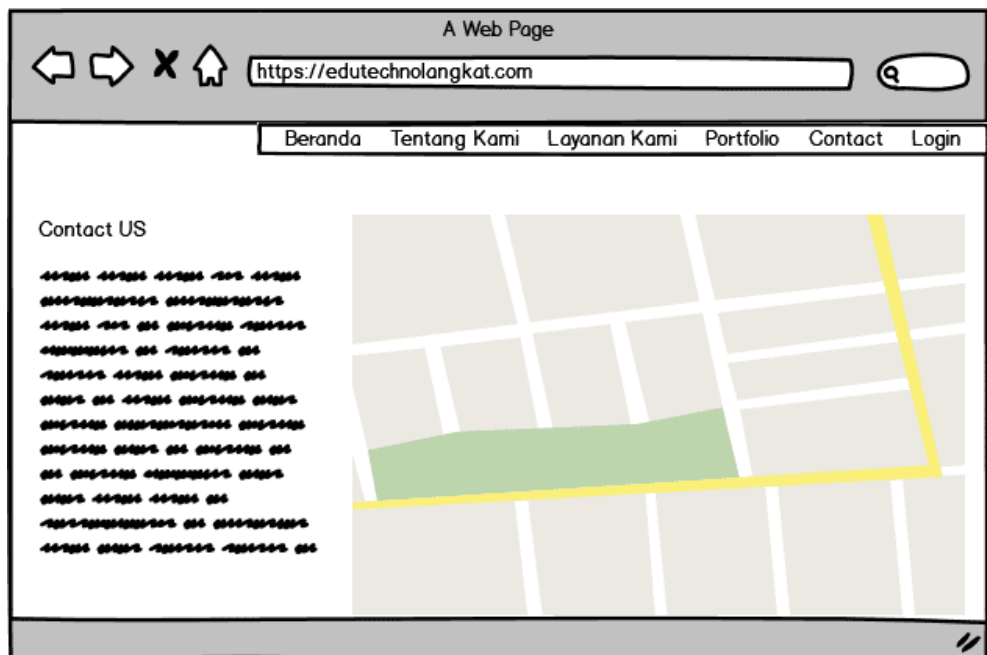 A Web Page
https://edutechnolangkat.com
Beranda Tentang Kami Layanan Kami Portfolio Contact Login
Contact US